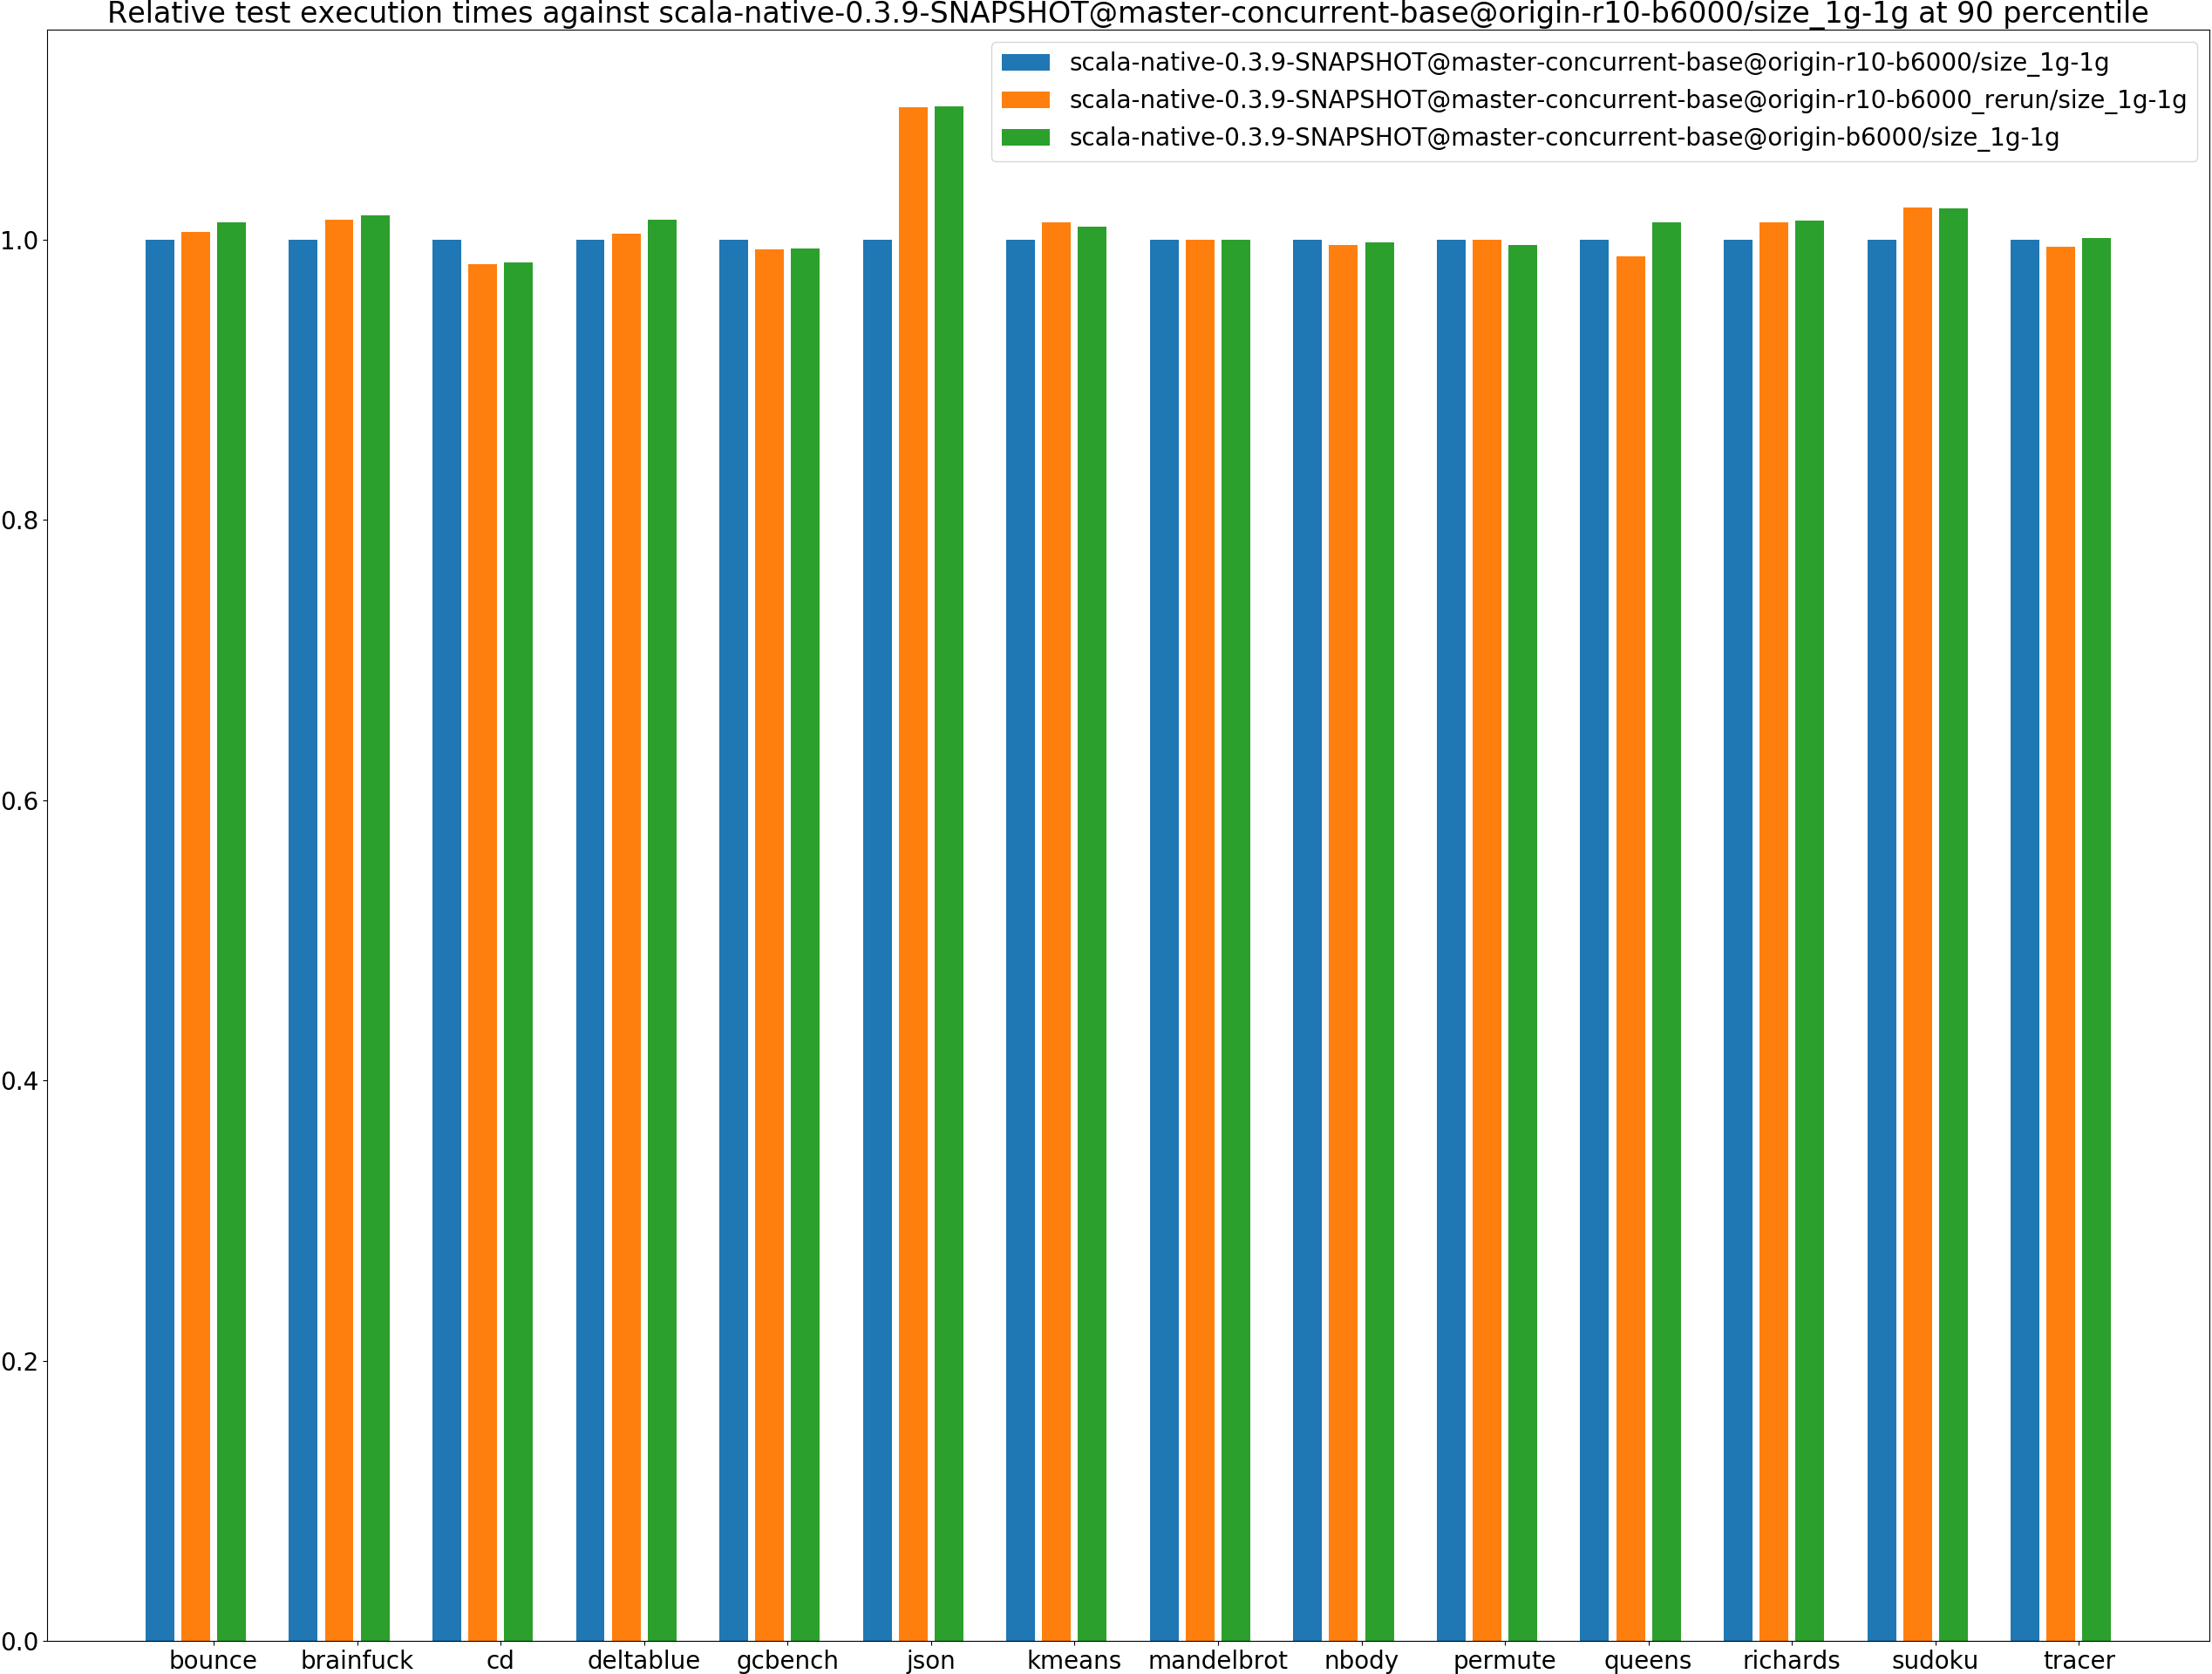 Relative test execution times against scala-native-0.3.9-SNAPSHOT@master-concurrent-base@origin-r10-b6000/size_1g-1g at 90 percentile
scala-native-0.3.9-SNAPSHOT@master-concurrent-base@origin-r10-b6000/size_1g-1g
scala-native-0.3.9-SNAPSHOT@master-concurrent-base@origin-r10-b6000_rerun/size_1g-1g
scala-native-0.3.9-SNAPSHOT@master-concurrent-base@origin-b6000/size_1g-1g
1.0
0.8
0.6
0.4
0.2
0.0
bounce brainfuck cd deltablue gcbench json kmeans mandelbrot nbody permute queens richards sudoku tracer